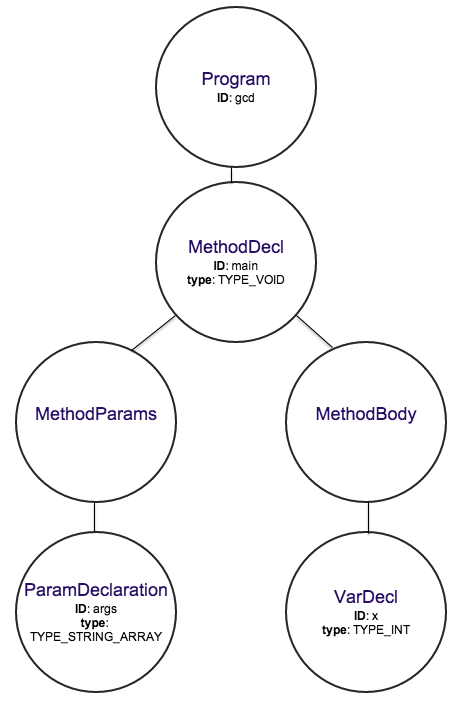 Program
ID: gcd
MethodDecl
ID: main
type: TYPE_VOID
MethodParams
MethodBody
ParamDeclaration
ID: args
type:
TYPE_STRING_ARRAY
VarDecl
ID: x
type: TYPE_INT